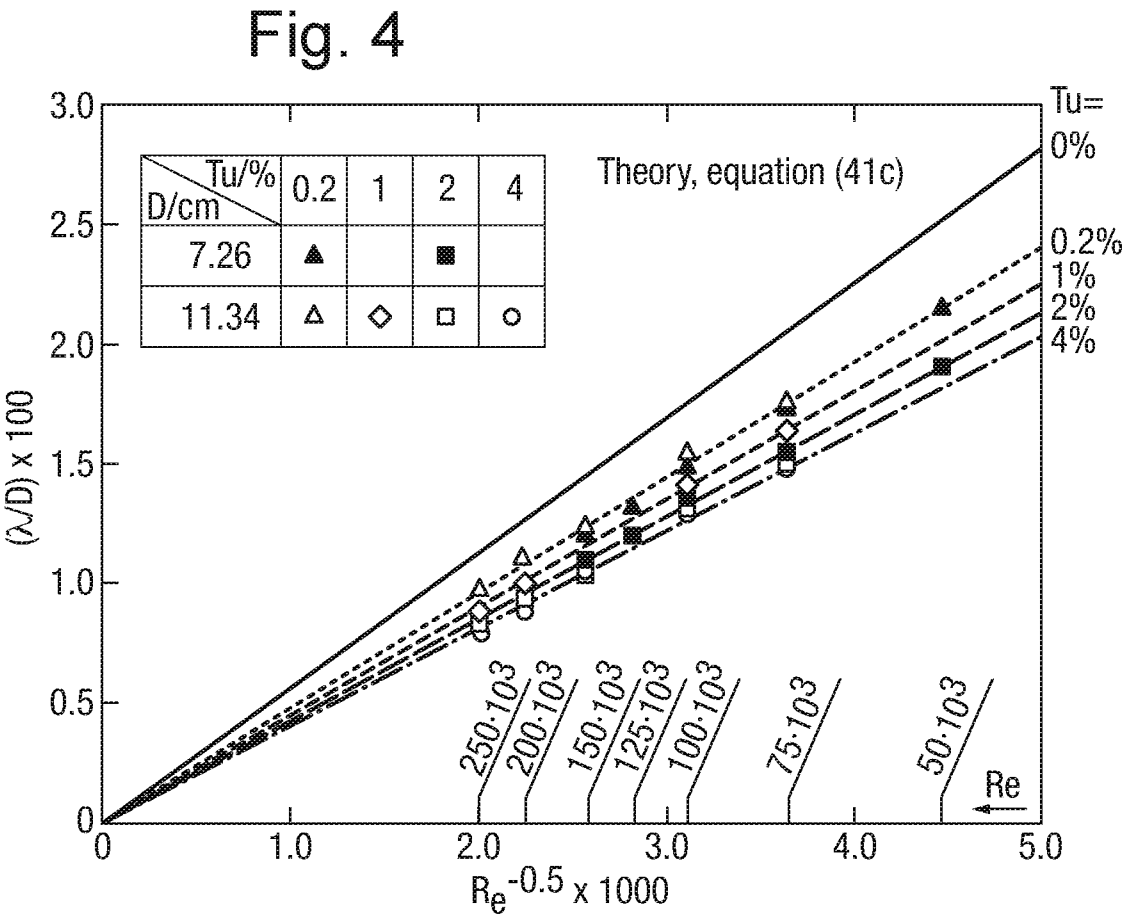 Fig. 4
3.0
2.5
2.0
1.5
1.0
0.5
0
(λ/D) x 100
Tu/% 0.2 1 2 4
D/cm
7.26
11.34
Theory, equation (41c)
Tu=
0%
0.2%
1%
2%
4%
250·10³
200·10³
150·10³
125·10³
100·10³
75·10³
50·10³
Re
0 1.0 2.0 3.0 4.0 5.0
Rₑ⁻⁰·⁵ x 1000